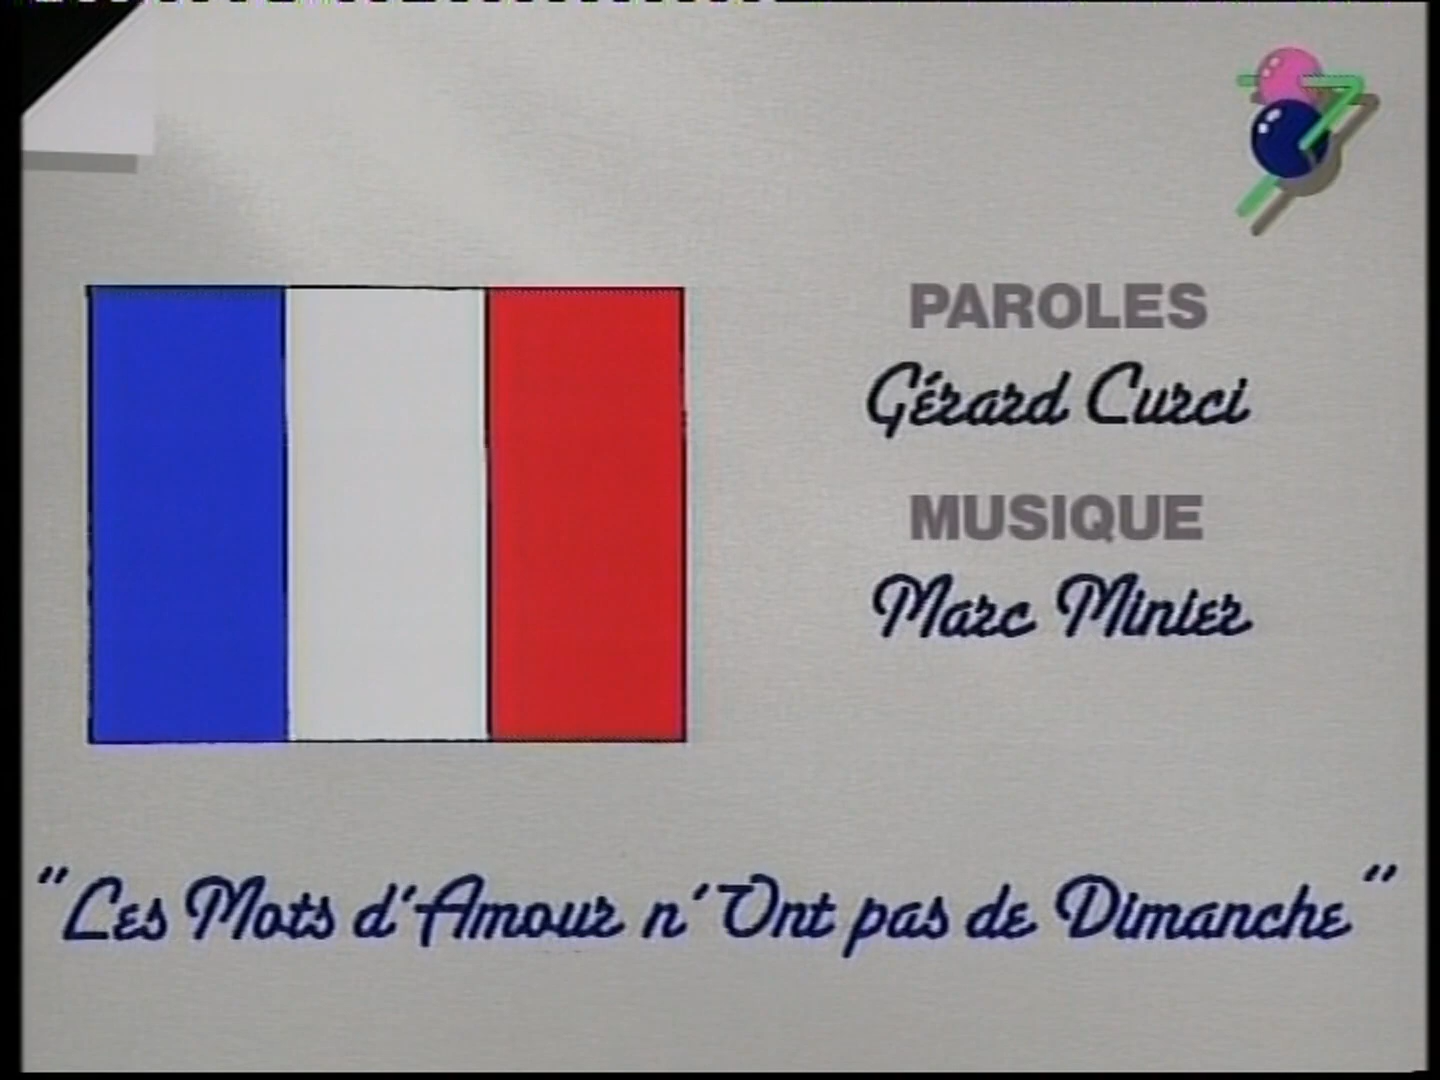 PAROLES
Gérard Curci
MUSIQUE
Marc Minier
"Les Mots d'Amour n'Ont pas de Dimanche"